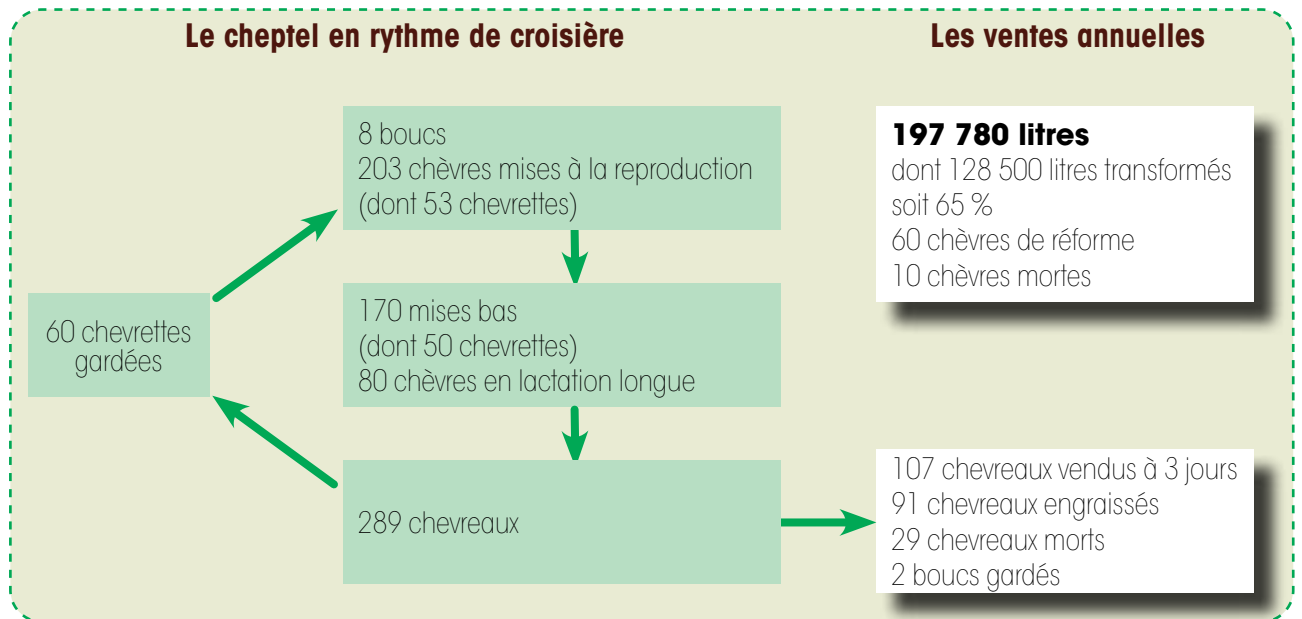 Le cheptel en rythme de croisière
Les ventes annuelles
8 boucs
203 chèvres mises à la reproduction
(dont 53 chevrettes)
197 780 litres
dont 128 500 litres transformés
soit 65 %
60 chèvres de réforme
10 chèvres mortes
60 chevrettes
gardées
170 mises bas
(dont 50 chevrettes)
80 chèvres en lactation longue
289 chevreaux
107 chevreaux vendus à 3 jours
91 chevreaux engraissés
29 chevreaux morts
2 boucs gardés